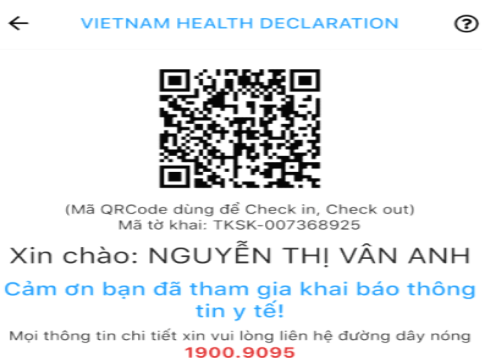 VIETNAM HEALTH DECLARATION
(Mã QRCode dùng để Check in, Check out)
Mã tờ khai: TKSK-007368925
Xin chào: NGUYỄN THỊ VÂN ANH
Cảm ơn bạn đã tham gia khai báo thông
tin y tế!
Mọi thông tin chi tiết xin vui lòng liên hệ đường dây nóng
1900.9095